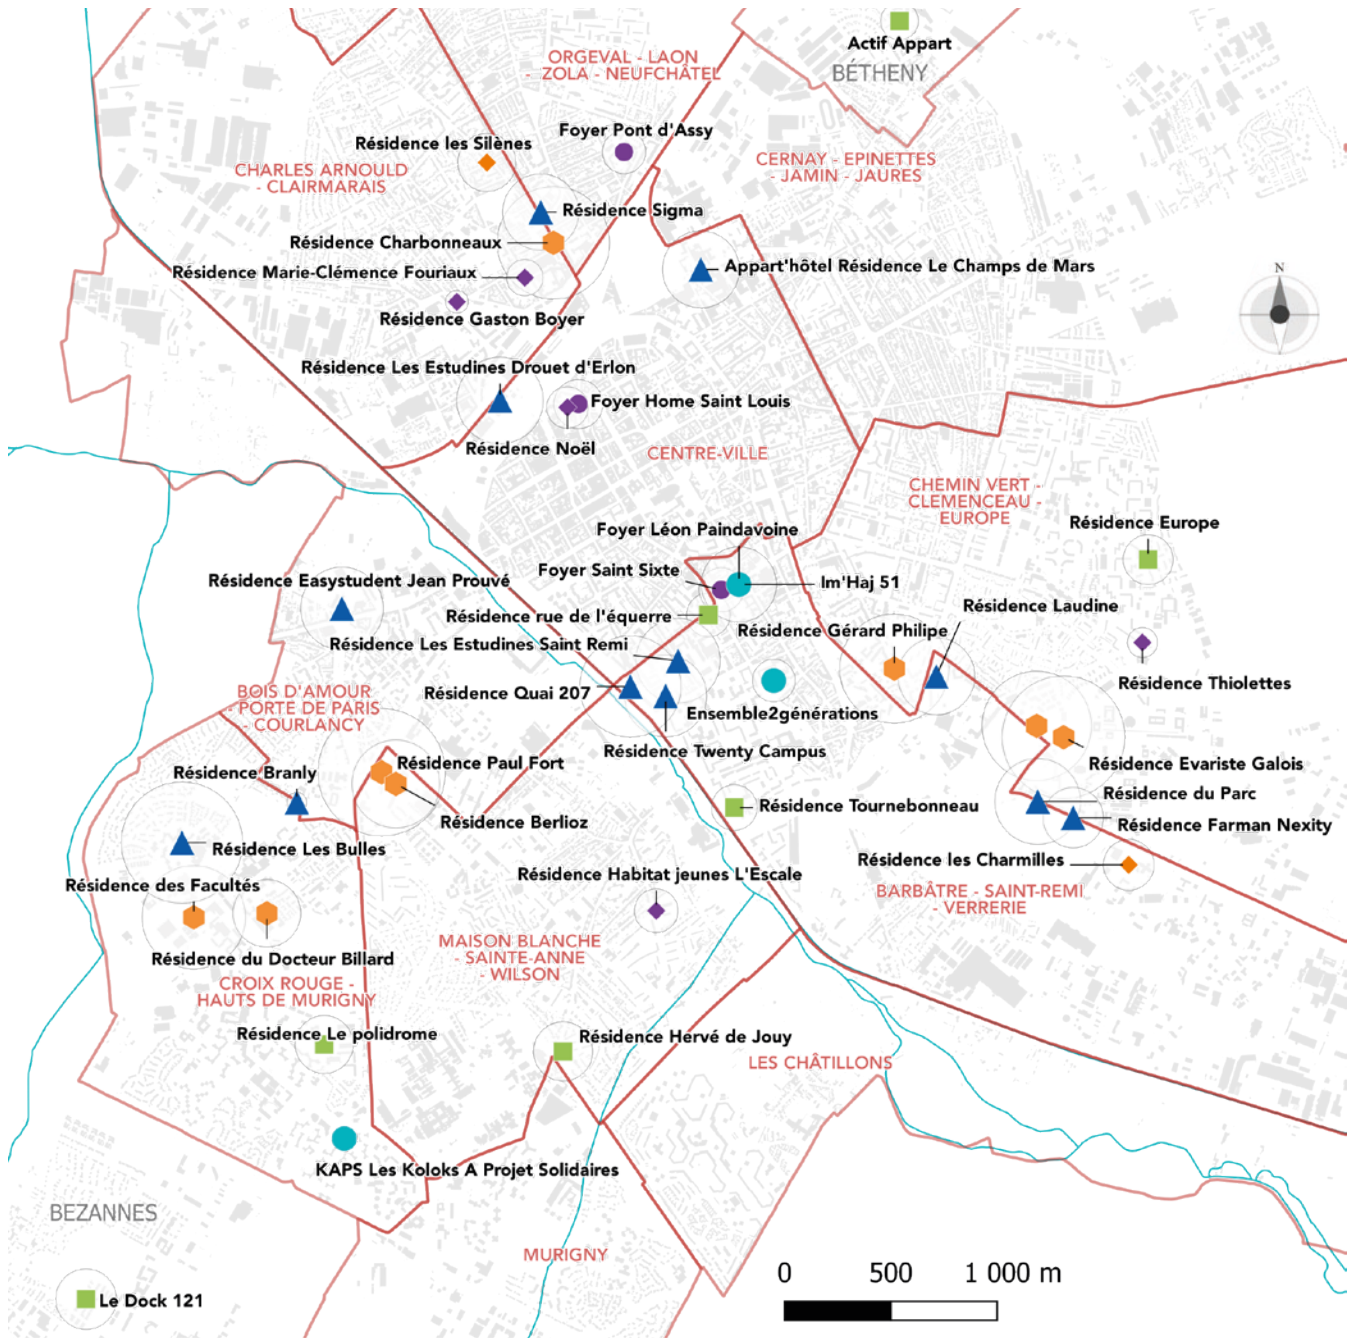 Actif Appart
BÉTHENY
ORGEVAL - LAON
- ZOLA - NEUFCHÂTEL
Foyer Pont d'Assy
Résidence les Silènes
CERNAY - EPINETTES
- JAMIN - JAURES
CHARLES ARNOULD
- CLAIRMARAIS
Résidence Sigma
Résidence Charbonneaux
Résidence Marie-Clémence Fouriaux
Appart'hôtel Résidence Le Champs de Mars
N
Résidence Gaston Boyer
Résidence Les Estudines Drouet d'Erlon
Foyer Home Saint Louis
Résidence Noël
CENTRE-VILLE
CHEMIN VERT -
CLEMENCEAU -
EUROPE
Résidence Europe
Foyer Léon Paindavoine
Foyer Saint Sixte
Im'Haj 51
Résidence Easystudent Jean Prouvé
Résidence rue de l'équerre
Résidence Laudine
Résidence Gérard Philipe
Résidence Les Estudines Saint Remi
Résidence Thiolettes
Résidence Quai 207
BOIS D'AMOUR
- PORTE DE PARIS
- COURLANCY
Ensemble2générations
Résidence Twenty Campus
Résidence Paul Fort
Résidence Evariste Galois
Résidence Branly
Résidence du Parc
Résidence Tournebonneau
Résidence Berlioz
Résidence Farman Nexity
Résidence Les Bulles
Résidence les Charmilles
Résidence Habitat jeunes L'Escale
Résidence des Facultés
BARBÂTRE - SAINT-REMI
- VERRERIE
MAISON BLANCHE
- SAINTE-ANNE
- WILSON
Résidence du Docteur Billard
CROIX ROUGE -
HAUTS DE MURIGNY
Résidence Le polidrome
Résidence Hervé de Jouy
LES CHÂTILLONS
KAPS Les Koloks A Projet Solidaires
BEZANNES
MURIGNY
0 500 1 000 m
Le Dock 121